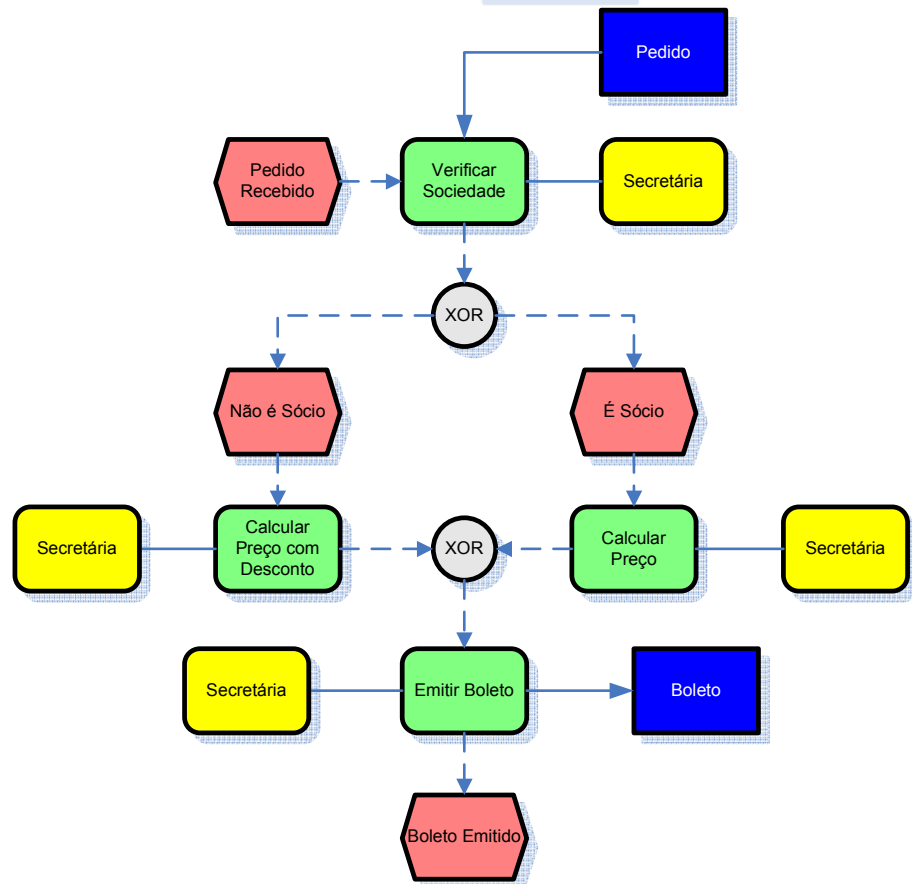 Pedido
Pedido
Recebido
Verificar
Sociedade
Secretária
XOR
Não é Sócio
É Sócio
Secretária
Calcular
Preço com
Desconto
XOR
Calcular
Preço
Secretária
Secretária
Emitir Boleto
Boleto
Boleto Emitido